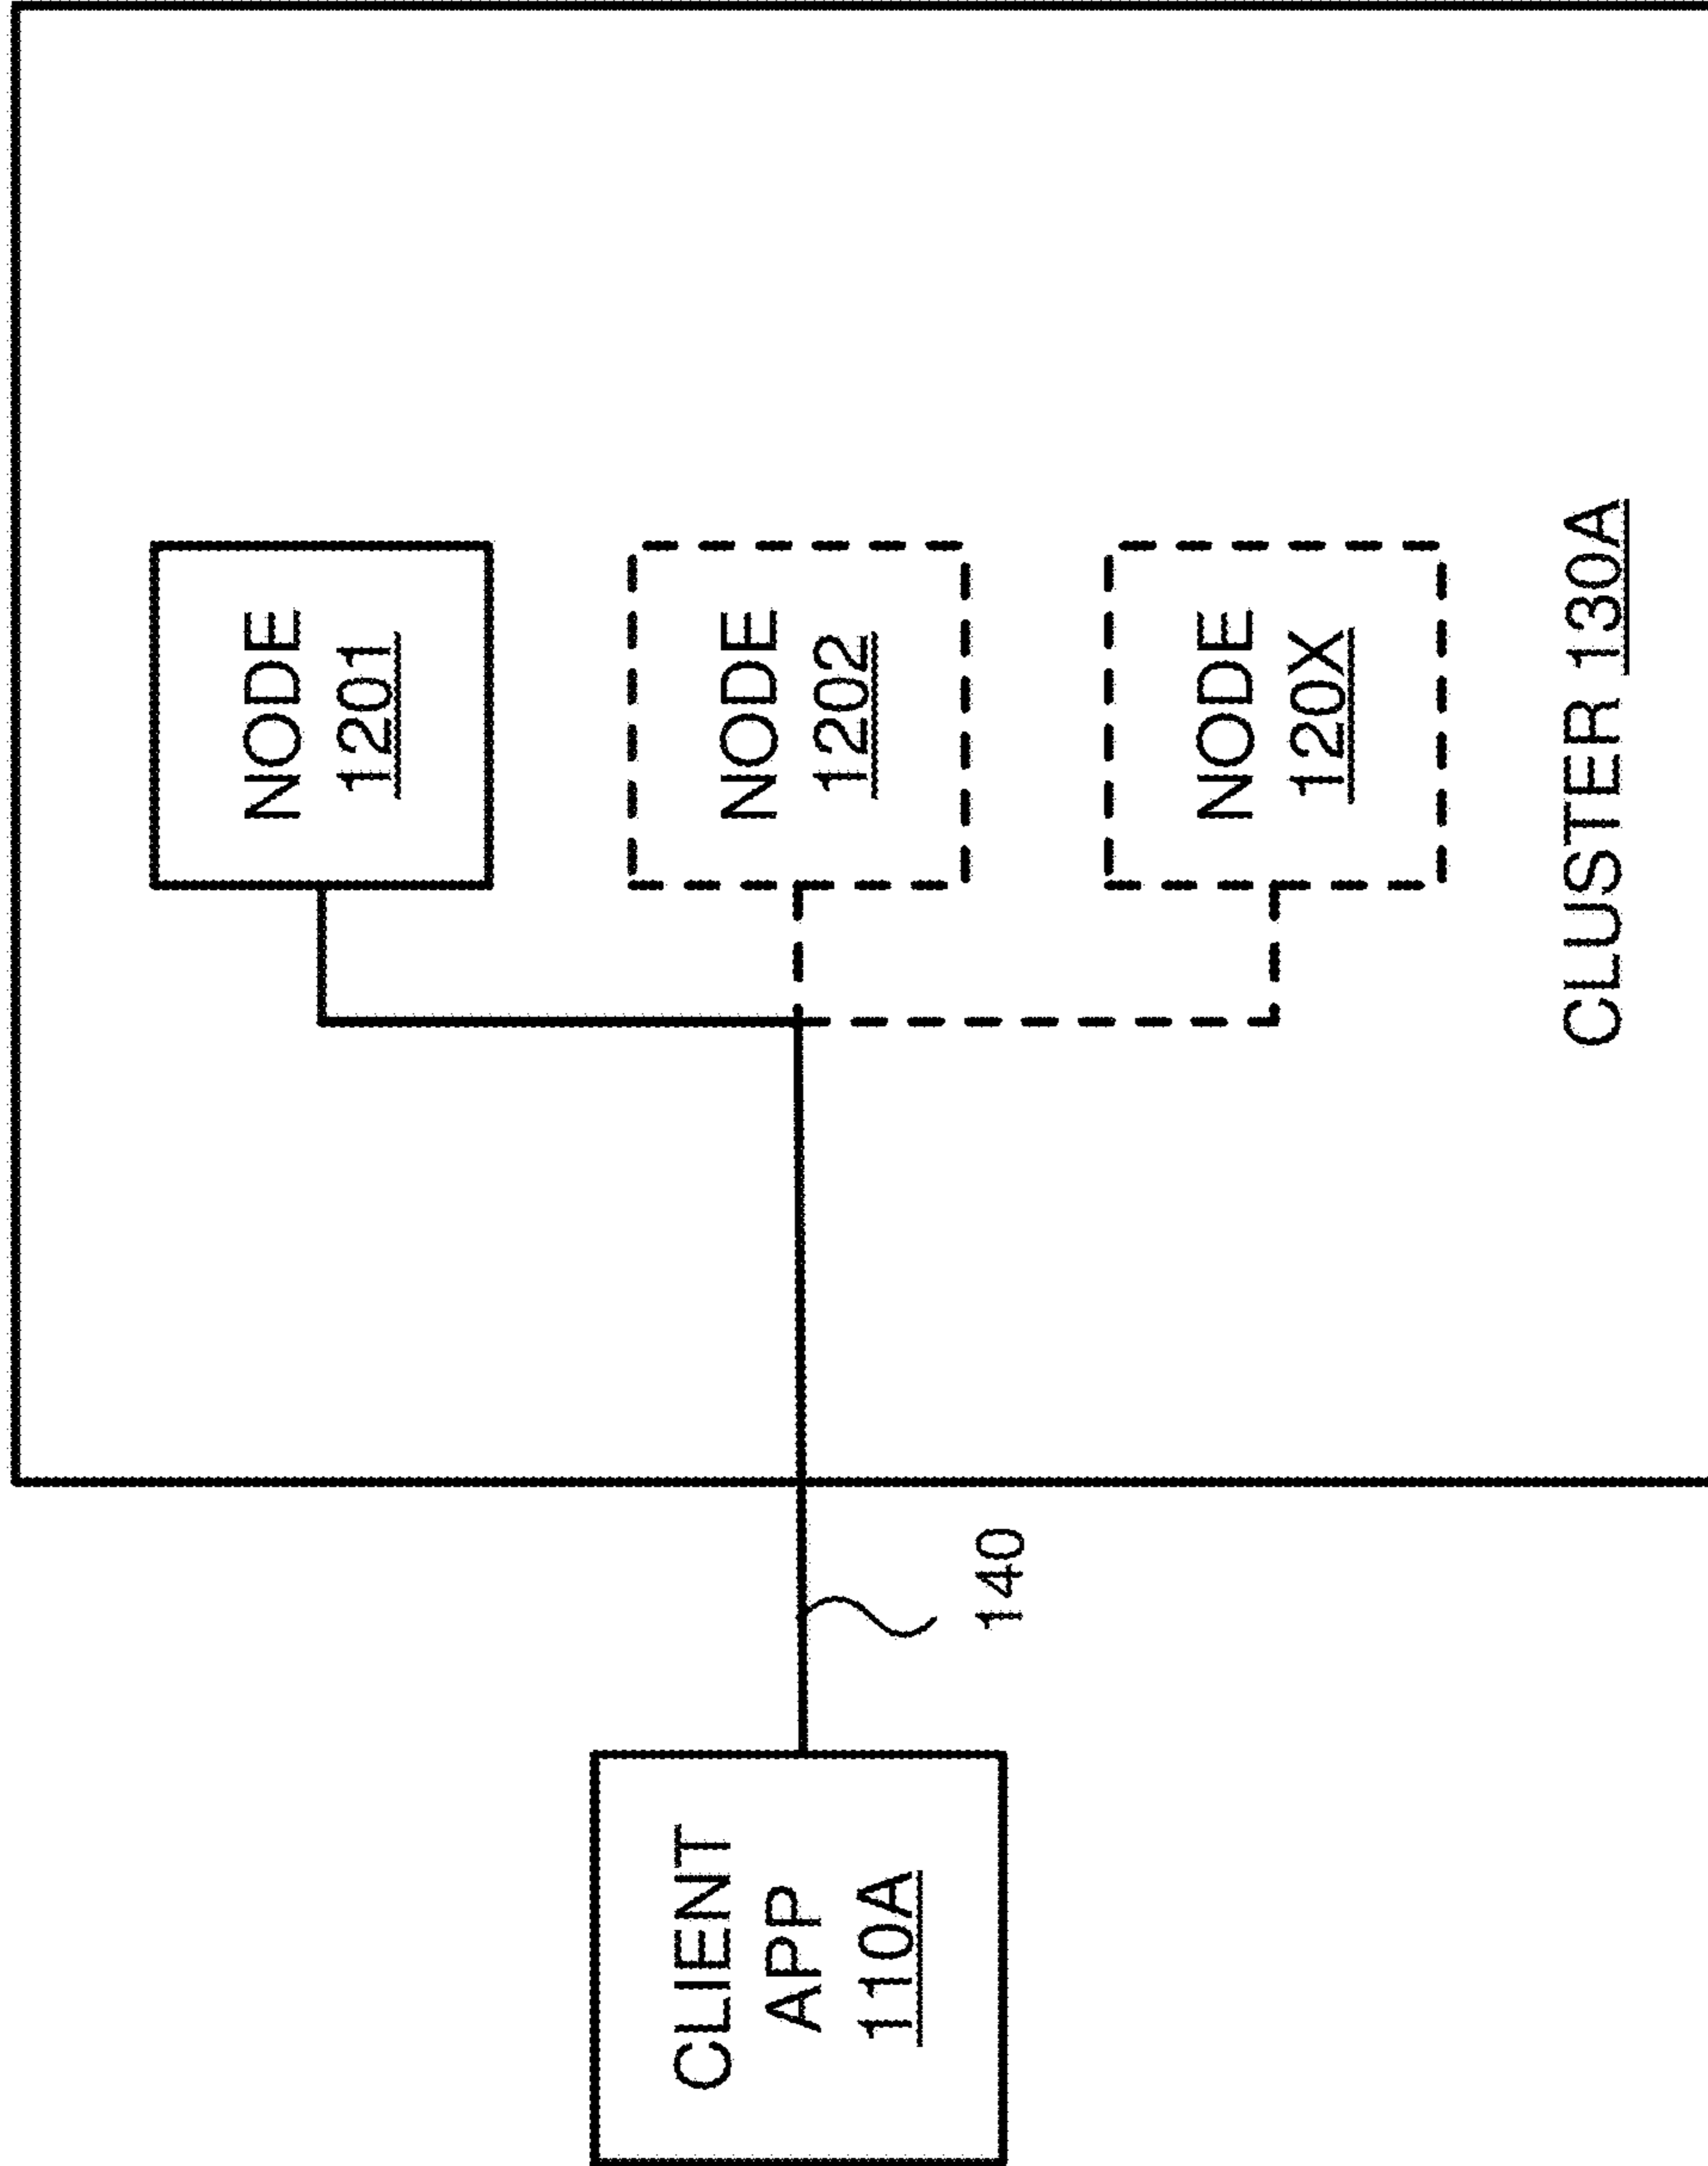 CLIENT
APP
110A
140
NODE
1201
NODE
1202
NODE
120X
CLUSTER 130A